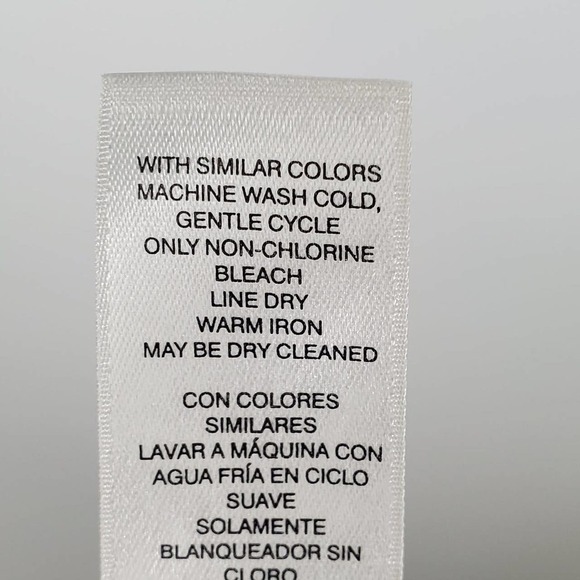 WITH SIMILAR COLORS
MACHINE WASH COLD,
GENTLE CYCLE
ONLY NON-CHLORINE
BLEACH
LINE DRY
WARM IRON
MAY BE DRY CLEANED
CON COLORES
SIMILARES
LAVAR A MÁQUINA CON
AGUA FRÍA EN CICLO
SUAVE
SOLAMENTE
BLANQUEADOR SIN
CLORO